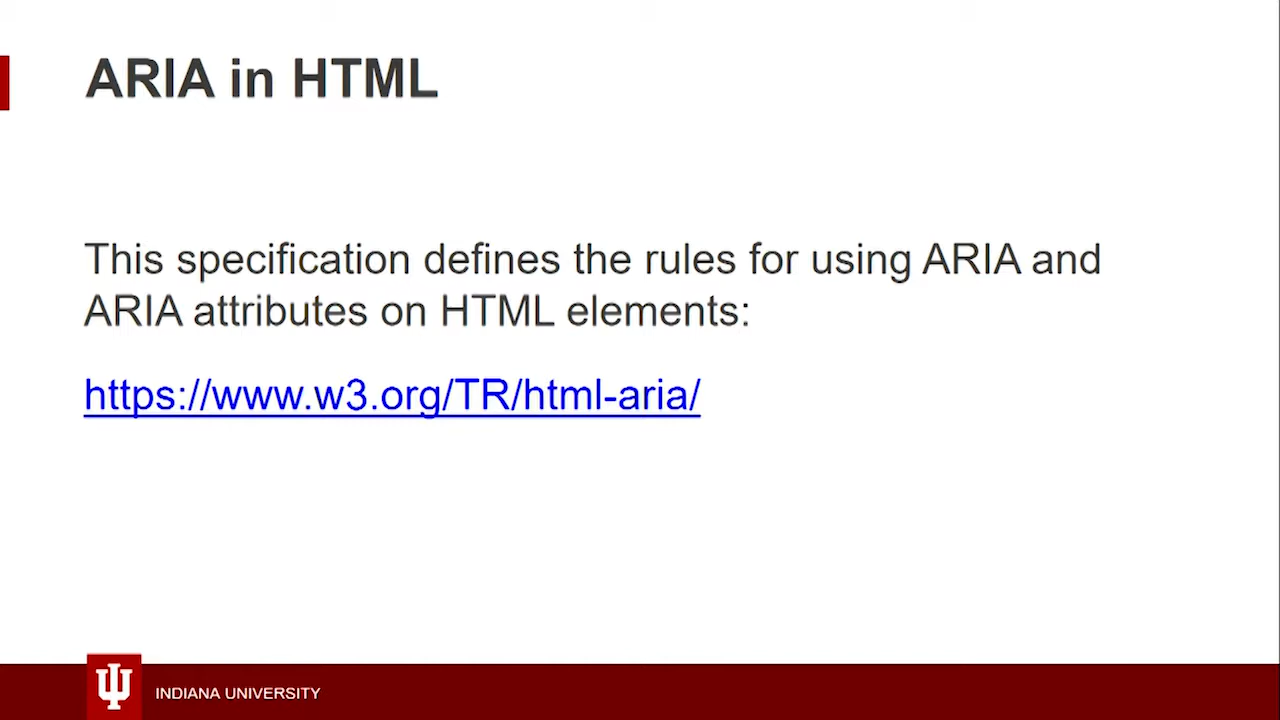 ARIA in HTML
This specification defines the rules for using ARIA and
ARIA attributes on HTML elements:
https://www.w3.org/TR/html-aria/
INDIANA UNIVERSITY